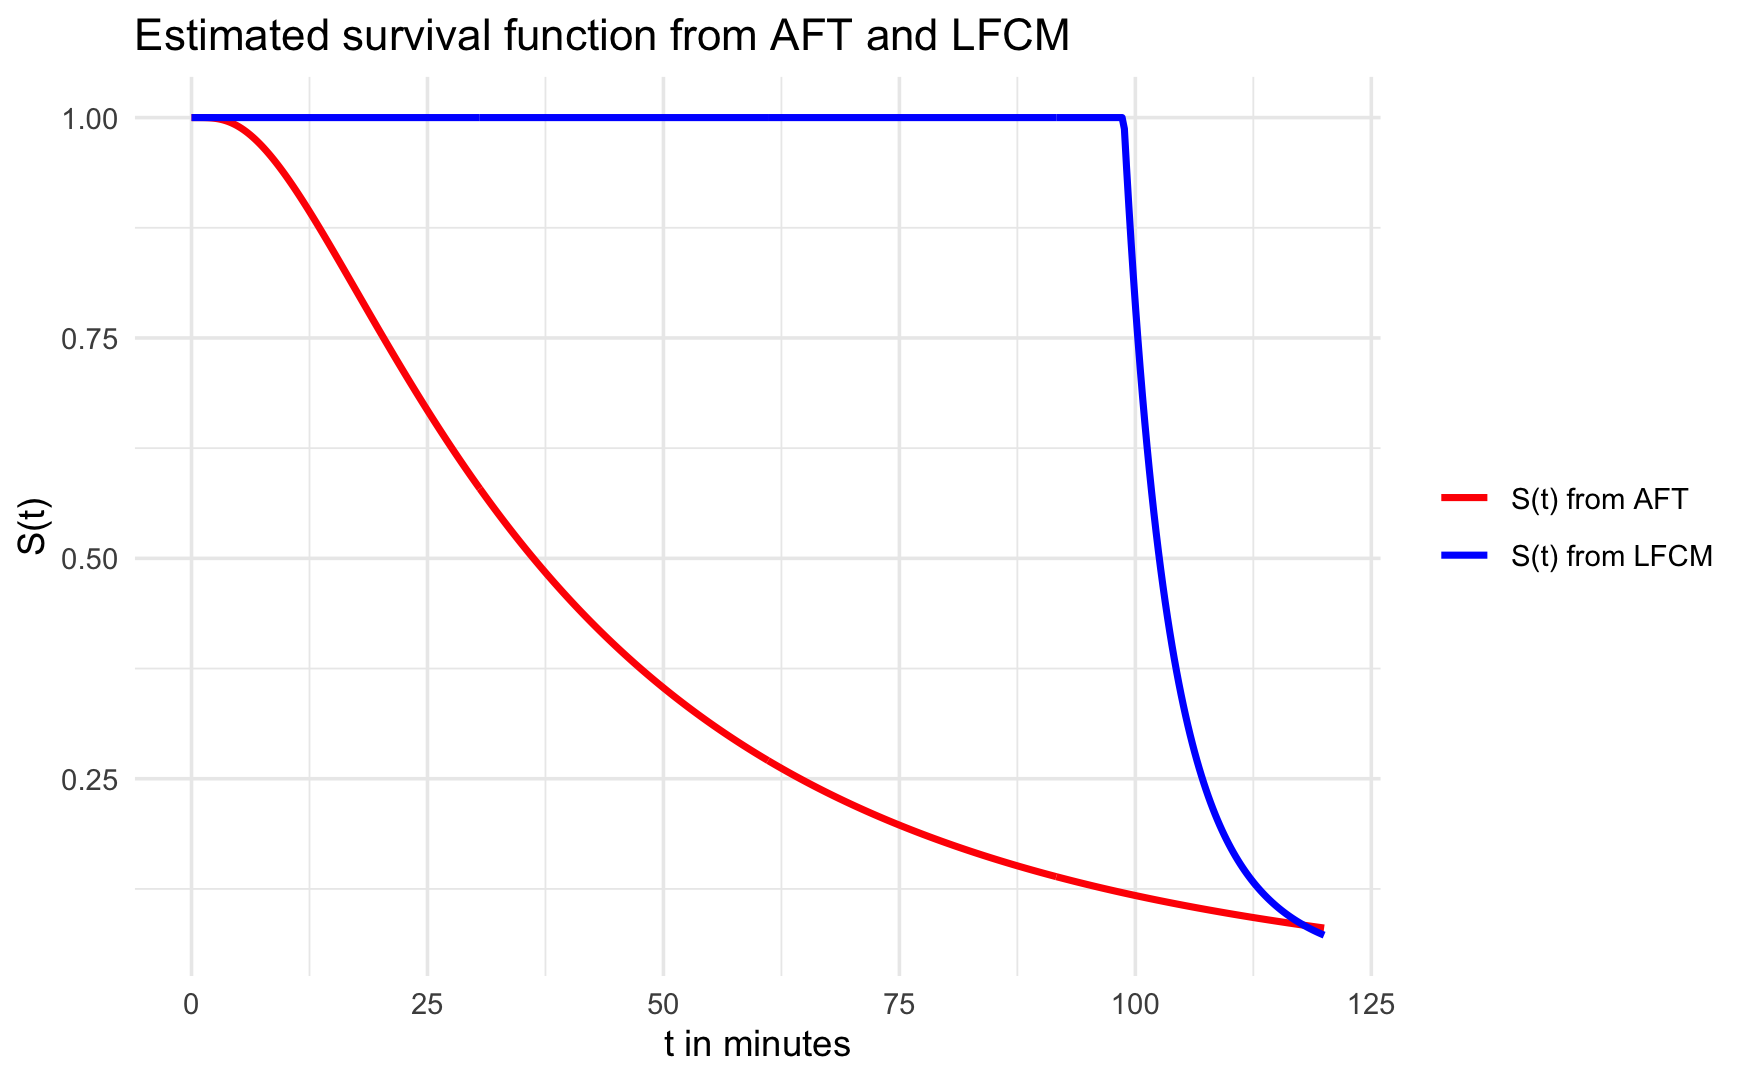 Estimated survival function from AFT and LFCM
1.00
0.75
0.50
0.25
S(t)
0 25 50 75 100 125
t in minutes
S(t) from AFT
S(t) from LFCM